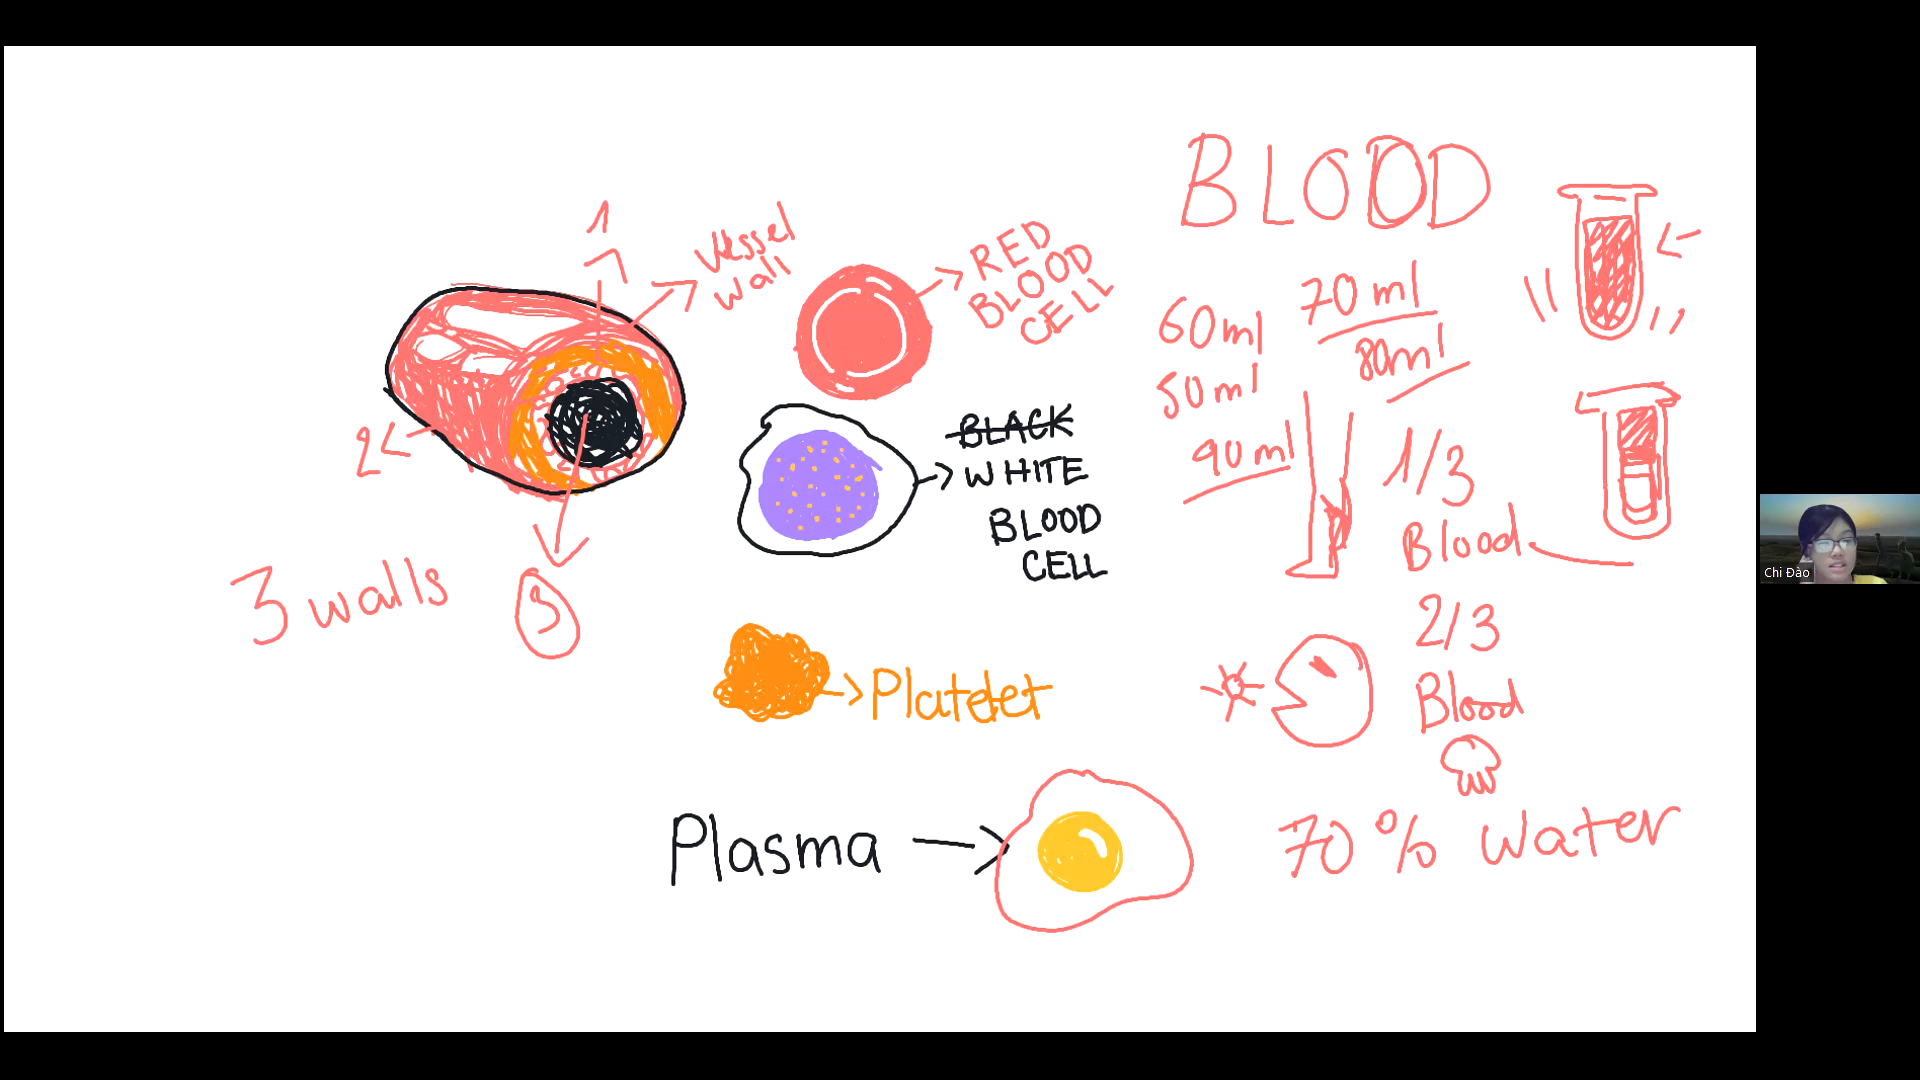 BLOOD
1
Vessel
wall
RED
BLOOD
CELL
60ml
70ml
80ml
50ml
90ml
2
BLACK
WHITE
BLOOD
CELL
1/3
Blood
3 walls
3
2/3
Blood
Platelet
Plasma
70% water
Chi Đào